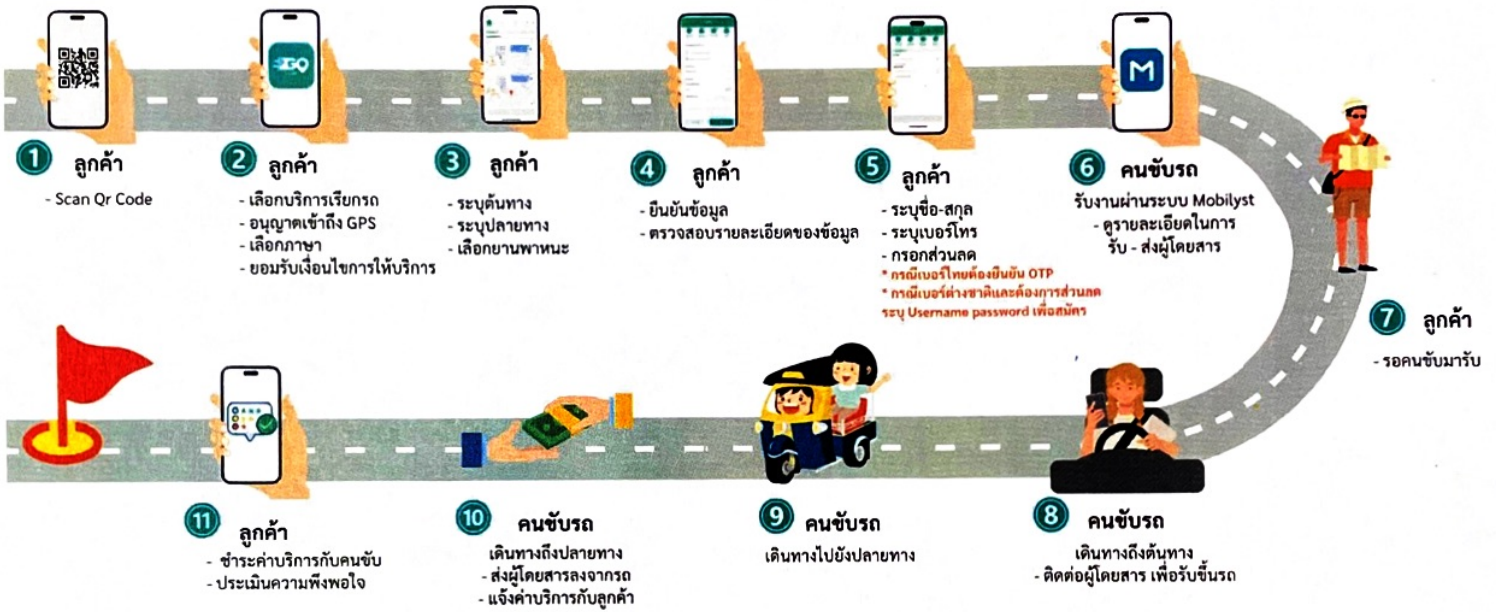 1 ลูกค้า
- Scan Qr Code
2 ลูกค้า
- เลือกบริการเรียกรถ
- อนุญาตเข้าถึง GPS
- เลือกภาษา
- ยอมรับเงื่อนไขการให้บริการ
3 ลูกค้า
- ระบุต้นทาง
- ระบุปลายทาง
- เลือกยานพาหนะ
4 ลูกค้า
- ยืนยันข้อมูล
- ตรวจสอบรายละเอียดของข้อมูล
5 ลูกค้า
- ระบุชื่อ-สกุล
- ระบุเบอร์โทร
- กรอกส่วนลด
* กรณีเบอร์ไทยต้องยืนยัน OTP
* กรณีเบอร์ต่างชาติและต้องการส่วนลด
ระบุ Username password เพื่อสมัคร
M
6 คนขับรถ
รับงานผ่านระบบ Mobilyst
- ดูรายละเอียดในการ
รับ - ส่งผู้โดยสาร
7 ลูกค้า
- รอคนขับมารับ
8 คนขับรถ
เดินทางถึงต้นทาง
- ติดต่อผู้โดยสาร เพื่อรับขึ้นรถ
6
9 คนขับรถ
เดินทางไปยังปลายทาง
10 คนขับรถ
เดินทางถึงปลายทาง
- ส่งผู้โดยสารลงจากรถ
- แจ้งค่าบริการกับลูกค้า
11 ลูกค้า
- ชำระค่าบริการกับคนขับ
- ประเมินความพึงพอใจ